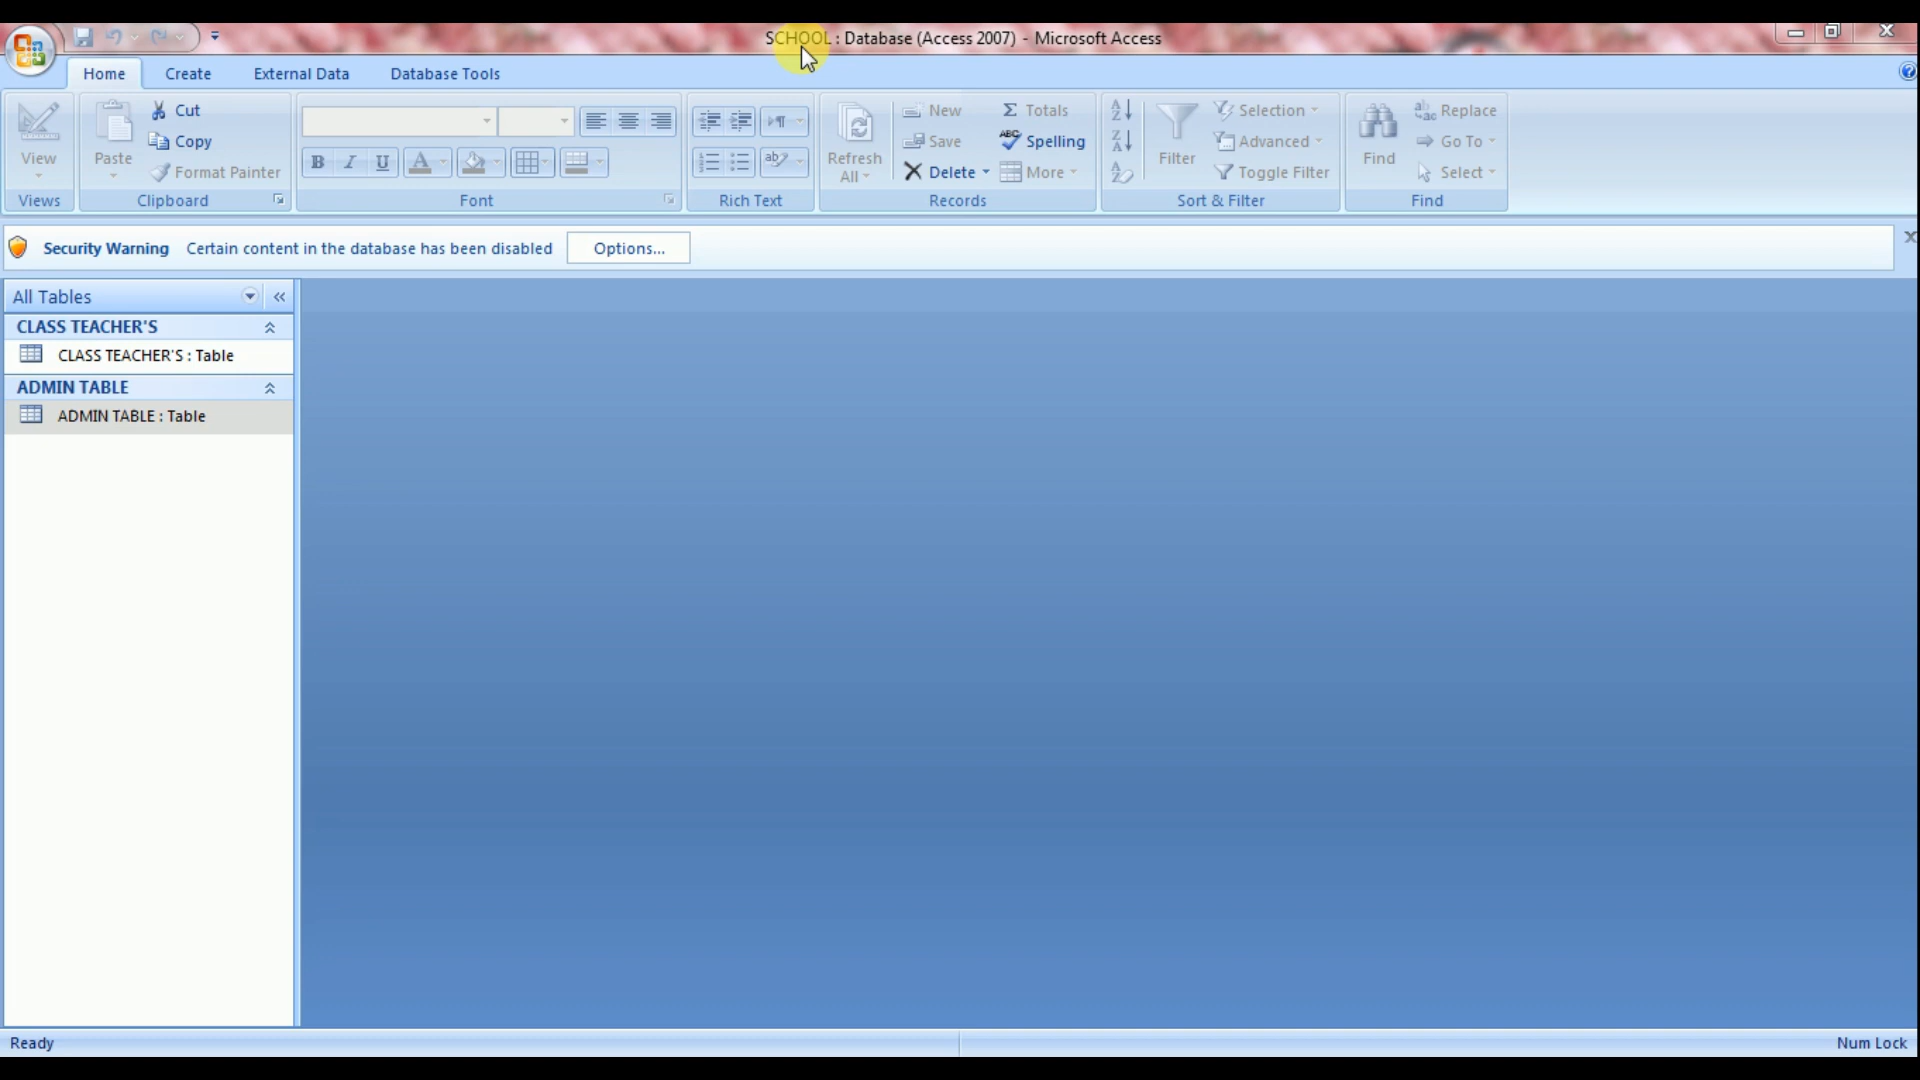 SCHOOL : Database (Access 2007) - Microsoft Access
Home Create External Data Database Tools
View
Views
Paste
Cut
Copy
Format Painter
Clipboard
B I U A
Font
ab
Rich Text
Refresh
All
New
Save
Delete
Totals
Spelling
More
Records
Filter
Selection
Advanced
Toggle Filter
Sort & Filter
Find
Replace
Go To
Select
Find
Security Warning Certain content in the database has been disabled Options...
All Tables
CLASS TEACHER'S
CLASS TEACHER'S : Table
ADMIN TABLE
ADMIN TABLE : Table
Ready
Num Lock